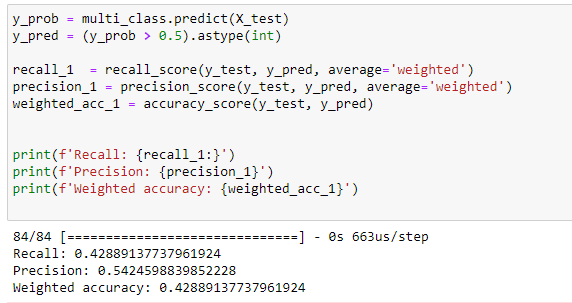 y_prob = multi_class.predict(X_test)
y_pred = (y_prob > 0.5).astype(int)
recall_1  = recall_score(y_test, y_pred, average='weighted')
precision_1 = precision_score(y_test, y_pred, average='weighted')
weighted_acc_1 = accuracy_score(y_test, y_pred)
print(f'Recall: {recall_1:}')
print(f'Precision: {precision_1}')
print(f'Weighted accuracy: {weighted_acc_1}')
84/84 [==============================] - 0s 663us/step
Recall: 0.42889137737961924
Precision: 0.5424598839852228
Weighted accuracy: 0.42889137737961924